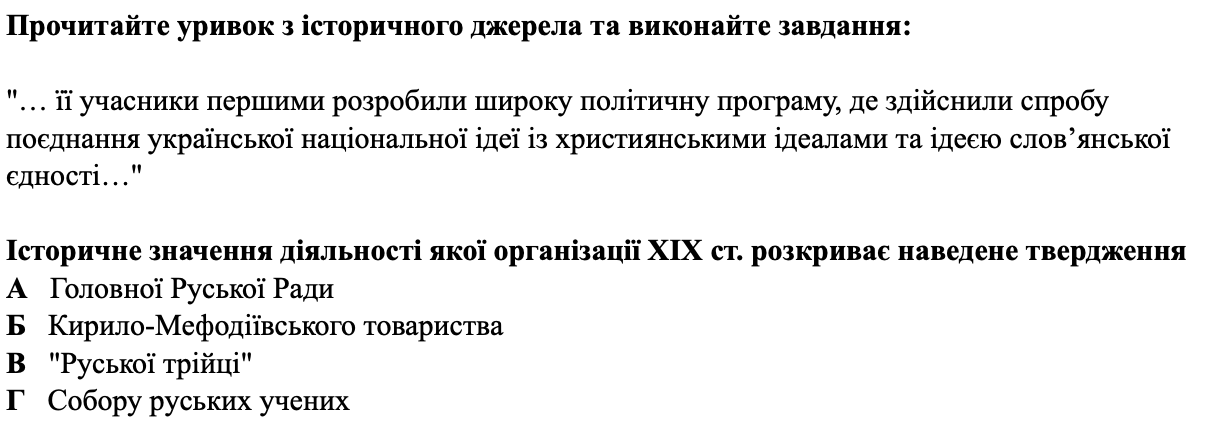 Прочитайте уривок з історичного джерела та виконайте завдання:
"… її учасники першими розробили широку політичну програму, де здійснили спробу
поєднання української національної ідеї із християнськими ідеалами та ідеєю слов’янської
єдності…"
Історичне значення діяльності якої організації XIX ст. розкриває наведене твердження
А Головної Руської Ради
Б Кирило-Мефодіївського товариства
В "Руської трійці"
Г Собору руських учених